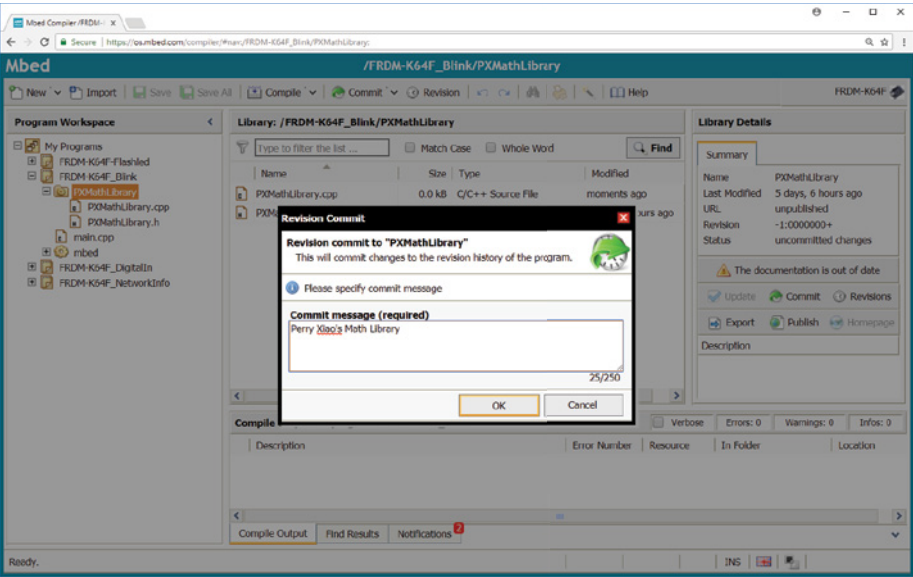 Mbed Compiler /FRDM-
Secure | https://os.mbed.com/compiler/#nav:/FRDM-K64F_Blink/PXMathLibrary;
Mbed /FRDM-K64F_Blink/PXMathLibrary
New Import Save Save All Compile Commit Revision Help FRDM-K64F
Program Workspace
My Programs
FRDM-K64F-Flashled
FRDM-K64F_Blink
PXMathLibrary
PXMathLibrary.cpp
PXMathLibrary.h
main.cpp
mbed
FRDM-K64F_DigitalIn
FRDM-K64F_NetworkInfo
Library: /FRDM-K64F_Blink/PXMathLibrary
Type to filter the list ... Match Case Whole Word Find
Name Size Type Modified
PXMathLibrary.cpp 0.0 kB C/C++ Source File moments ago
PXMa urs ago
Revision Commit
Revision commit to "PXMathLibrary"
This will commit changes to the revision history of the program.
Please specify commit message
Commit message (required)
Perry Xiao's Math Library
25/250
OK Cancel
Library Details
Summary
Name PXMathLibrary
Last Modified 5 days, 6 hours ago
URL unpublished
Revision -1:0000000+
Status uncommitted changes
The documentation is out of date
Update Commit Revisions
Export Publish Homepage
Description
Compile Verbose Errors: 0 Warnings: 0 Infos: 0
Description Error Number Resource In Folder Location
Compile Output Find Results Notifications 2
Ready. INS